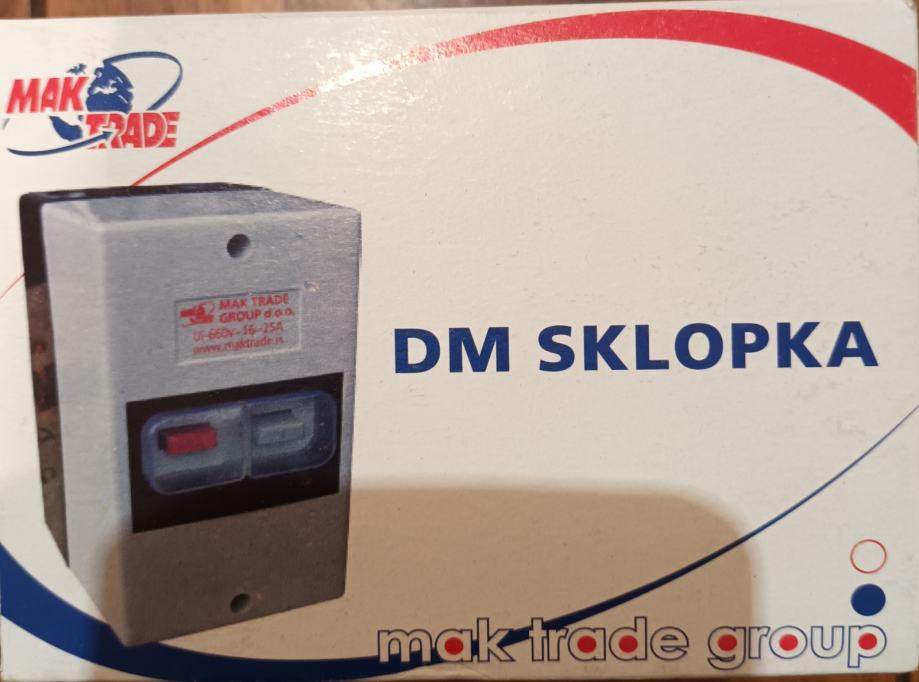 MAK
TRADE
MAK TRADE
GROUP d.o.o.
Ui-660v~16-25A
www.maktrade.rs
DM SKLOPKA
mak trade group